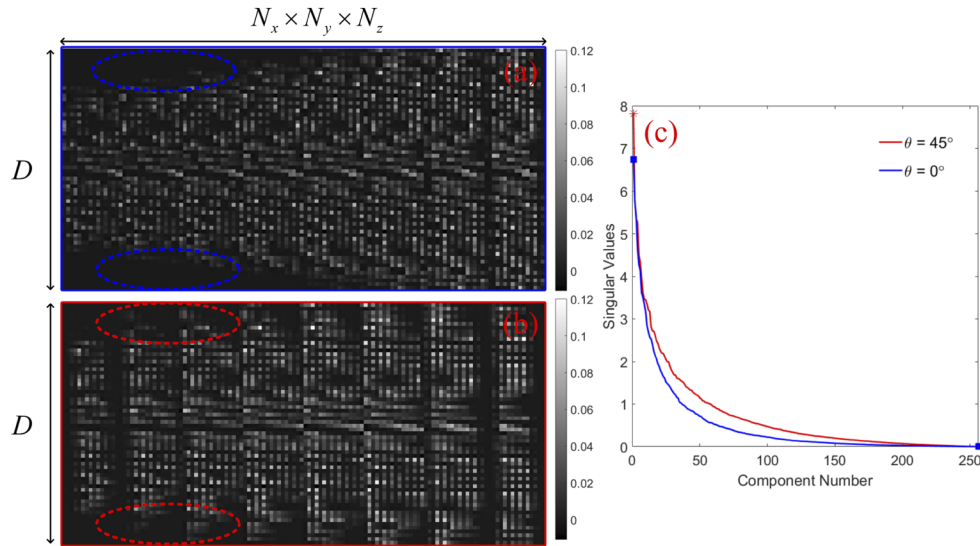 N_x × N_y × N_z
D
(a)
0.12
0.1
0.08
0.06
0.04
0.02
0
D
(b)
0.12
0.1
0.08
0.06
0.04
0.02
0
(c)
θ = 45°
θ = 0°
Singular Values
8
7
6
5
4
3
2
1
0
0 50 100 150 200 250
Component Number